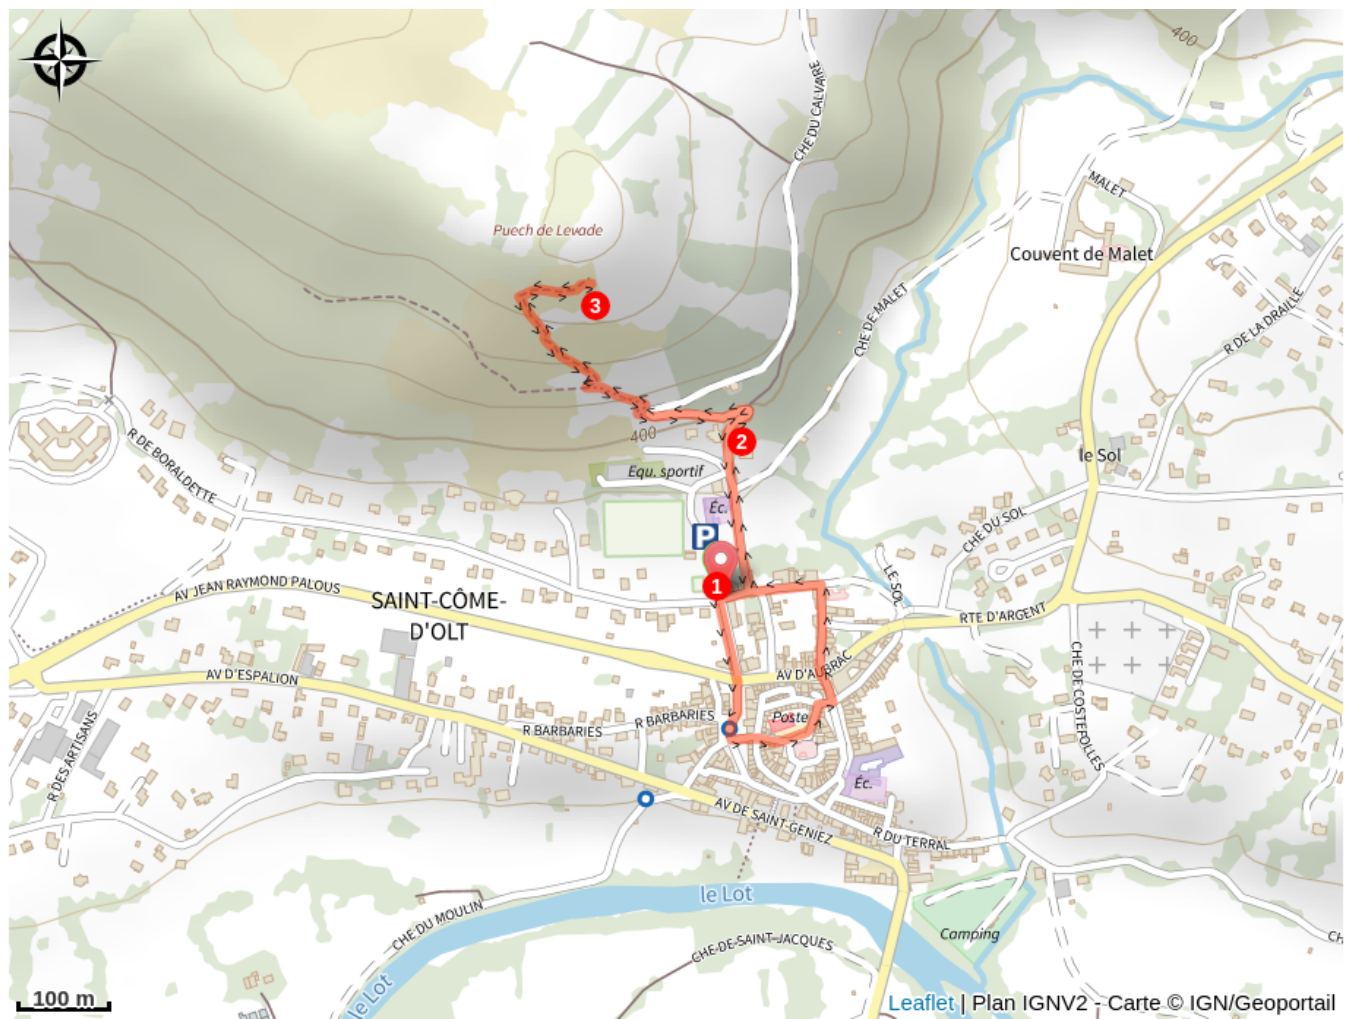 400
CHE DU CALVAIRE
MALET
Puech de Levade
Couvent de Malet
CHE DE MALET
R DE LA DRAILLE
3
400
2
R DE BORALDETTE
Equ. sportif
le Sol
Éc.
P
CHE DU SOL
1
LE SOL
AV JEAN RAYMOND PALOUS
SAINT-CÔME-
D'OLT
RTE D'ARGENT
CHE DE COSTEFOLLES
AV D'ESPALION
AV D'AUBRAC
R BARBARIES
R BARBARIES
Poste
R DES ARTISANS
Éc.
AV DE SAINT-GENIEZ
R DU TERRAL
le Lot
CHE DU MOULIN
CHE DE SAINT JACQUES
Camping
CH
le Lot
100 m
Leaflet | Plan IGNV2 - Carte © IGN/Geoportail